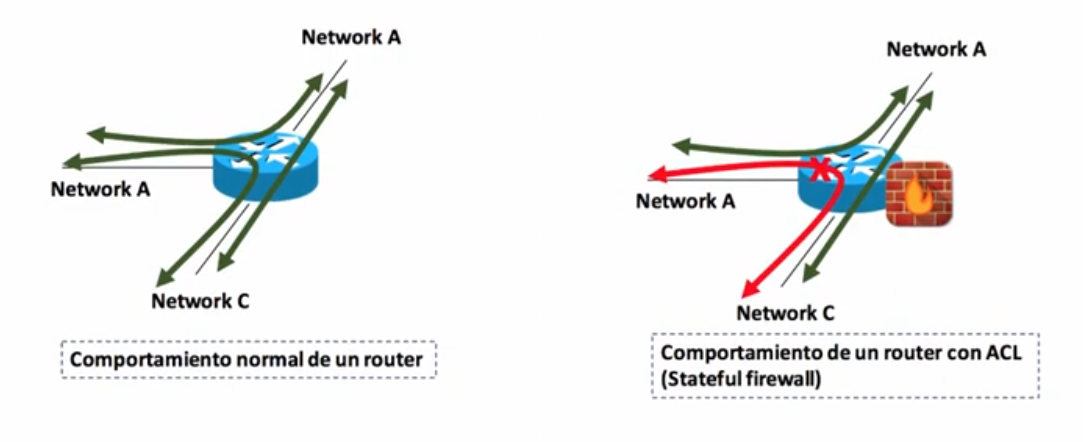 Network A
Network A
Network C
Comportamiento normal de un router
Network A
Network A
Network C
Comportamiento de un router con ACL
(Stateful firewall)